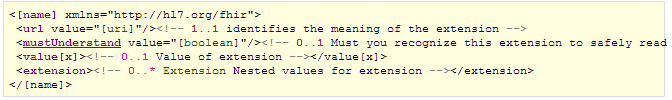 <[name] xmlns="http://hl7.org/fhir">
<url value="[uri]"/><!-- 1..1 identifies the meaning of the extension -->
<mustUnderstand value="[boolean]"/><!-- 0..1 Must you recognize this extension to safely read
<value[x]><!-- 0..1 Value of extension --></value[x]>
<extension><!-- 0..* Extension Nested values for extension --></extension>
</[name]>